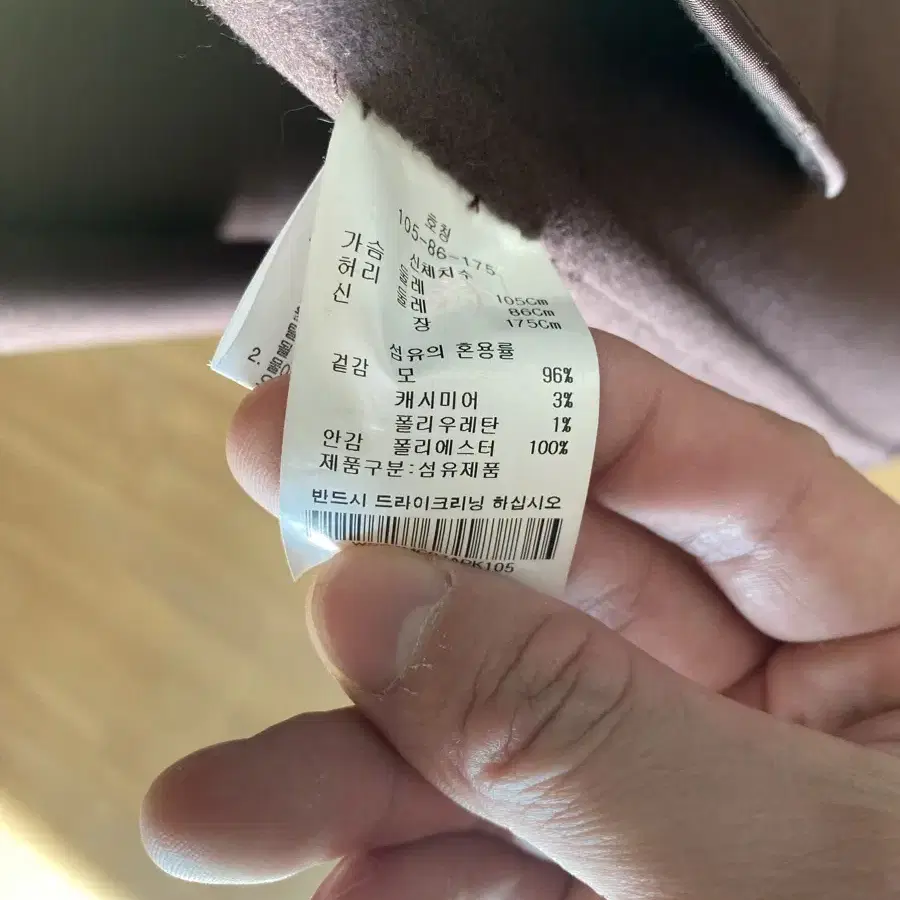 호칭
105-86-175
신체치수
가슴둘레 105Cm
허리둘레 86Cm
신장 175Cm
섬유의 혼용률
겉감 모 96%
캐시미어 3%
폴리우레탄 1%
안감 폴리에스터 100%
제품구분:섬유제품
반드시 드라이크리닝 하십시오
2.